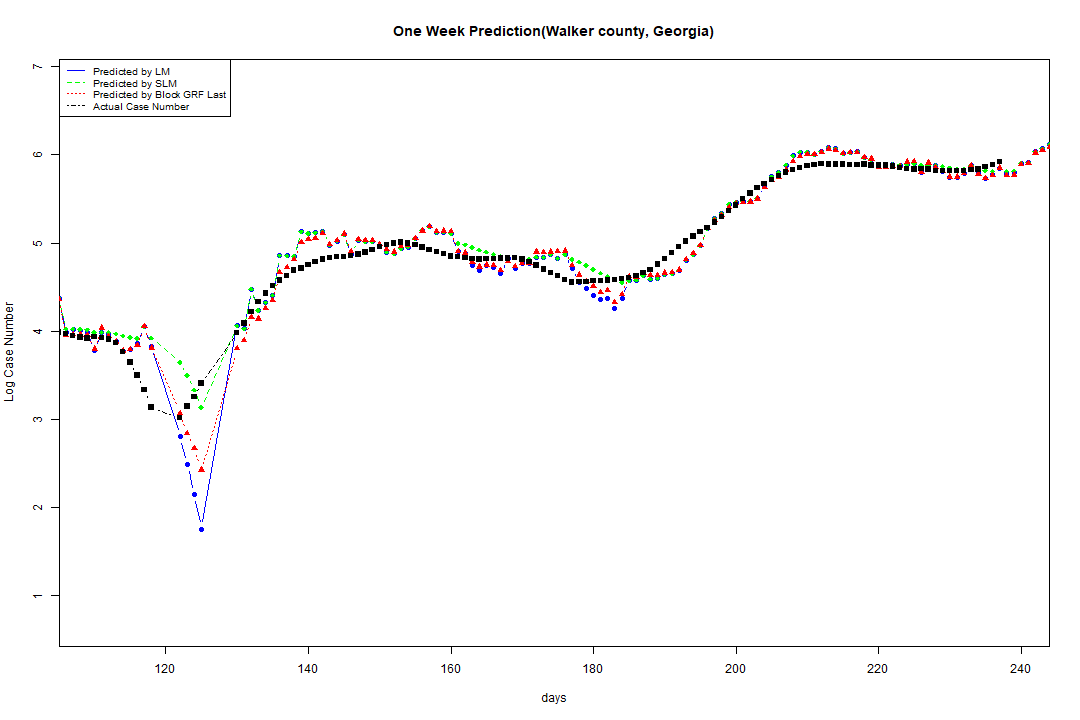 One Week Prediction(Walker county, Georgia)
Predicted by LM
Predicted by SLM
Predicted by Block GRF Last
Actual Case Number
7
6
5
4
3
2
1
Log Case Number
120 140 160 180 200 220 240
days